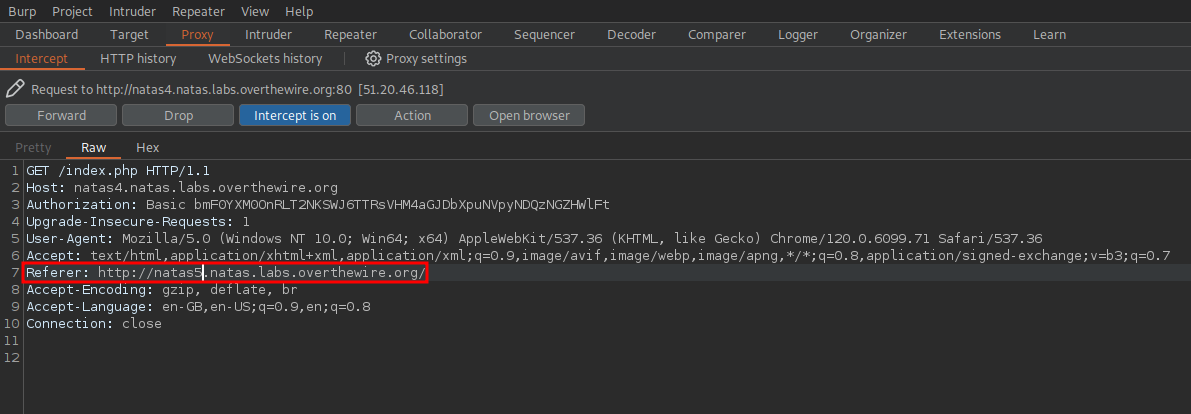 Burp Project Intruder Repeater View Help
Dashboard Target Proxy Intruder Repeater Collaborator Sequencer Decoder Comparer Logger Organizer Extensions Learn
Intercept HTTP history WebSockets history Proxy settings
Request to http://natas4.natas.labs.overthewire.org:80 [51.20.46.118]
Forward Drop Intercept is on Action Open browser
Pretty Raw Hex
1 GET /index.php HTTP/1.1
2 Host: natas4.natas.labs.overthewire.org
3 Authorization: Basic bmF0YXM0OnRLT2NKSWJ6TTRsVHM4aGJDbXpuNVpyNDQzNGZHWlFt
4 Upgrade-Insecure-Requests: 1
5 User-Agent: Mozilla/5.0 (Windows NT 10.0; Win64; x64) AppleWebKit/537.36 (KHTML, like Gecko) Chrome/120.0.6099.71 Safari/537.36
6 Accept: text/html,application/xhtml+xml,application/xml;q=0.9,image/avif,image/webp,image/apng,*/*;q=0.8,application/signed-exchange;v=b3;q=0.7
7 Referer: http://natas5.natas.labs.overthewire.org/
8 Accept-Encoding: gzip, deflate, br
9 Accept-Language: en-GB,en-US;q=0.9,en;q=0.8
10 Connection: close
11
12